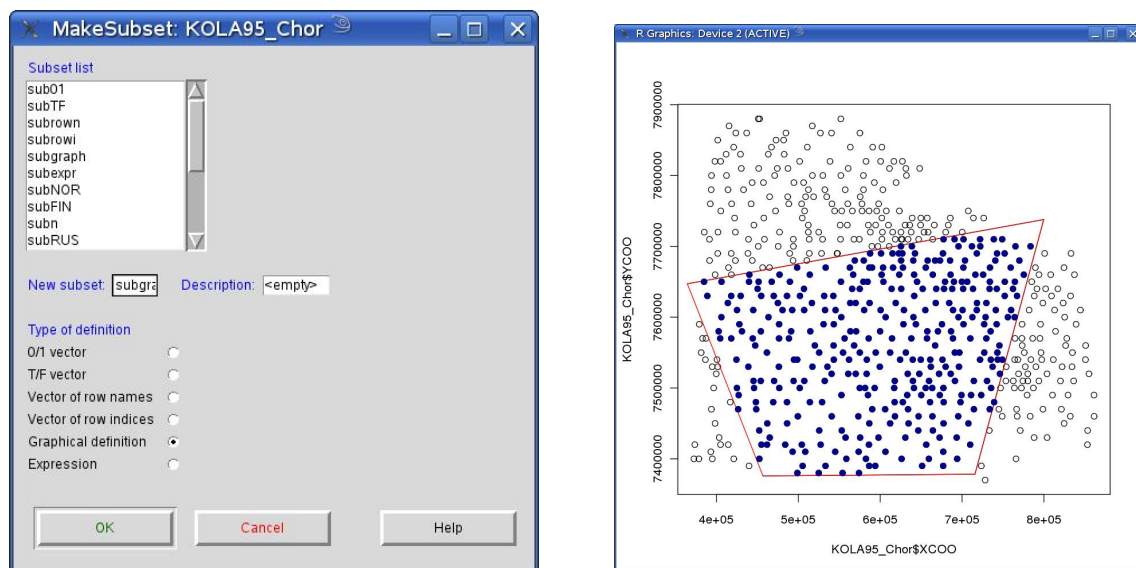 MakeSubset: KOLA95_Chor
Subset list
sub01
subTF
subrown
subrowi
subgraph
subexpr
subNOR
subFIN
subn
subRUS
New subset: subgra Description: <empty>
Type of definition
0/1 vector
T/F vector
Vector of row names
Vector of row indices
Graphical definition
Expression
OK Cancel Help
R Graphics: Device 2 (ACTIVE)
7900000
7800000
7700000
7600000
7500000
7400000
KOLA95_Chor$YCOO
4e+05 5e+05 6e+05 7e+05 8e+05
KOLA95_Chor$XCOO